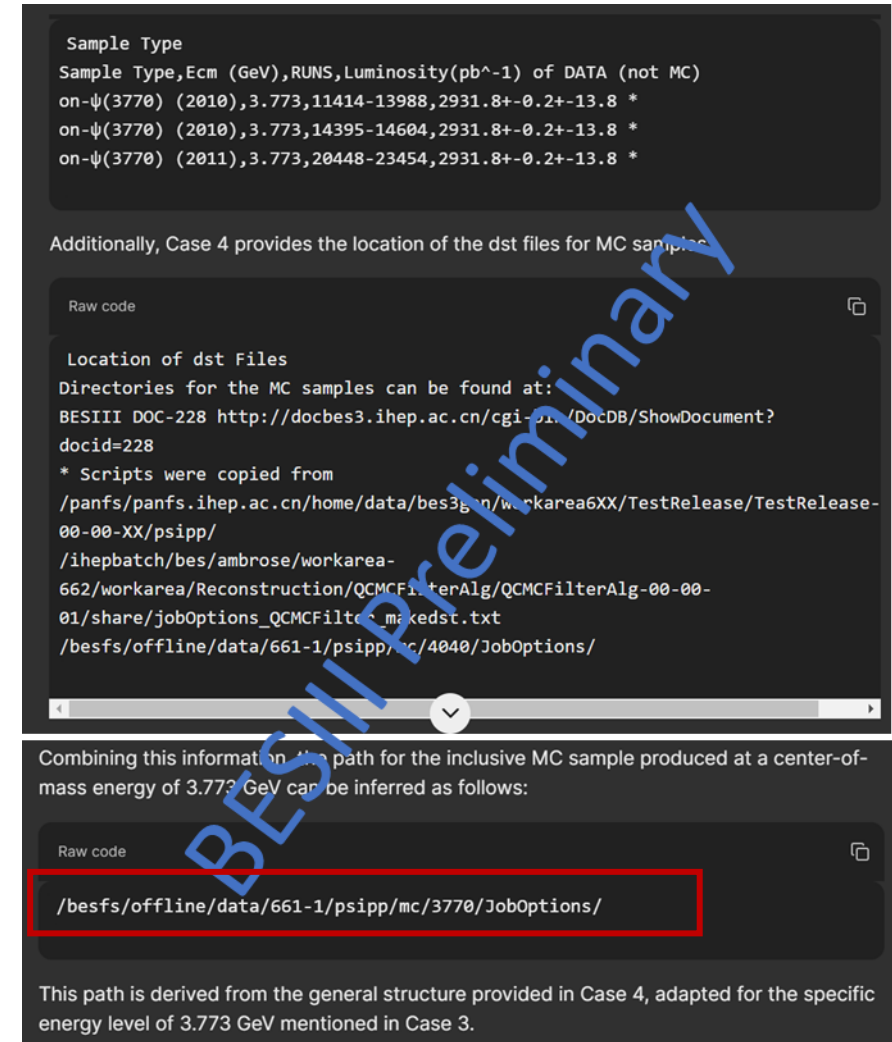 Sample Type
Sample Type,Ecm (GeV),RUNS,Luminosity(pb^-1) of DATA (not MC)
on-ψ(3770) (2010),3.773,11414-13988,2931.8+-0.2+-13.8 *
on-ψ(3770) (2010),3.773,14395-14604,2931.8+-0.2+-13.8 *
on-ψ(3770) (2011),3.773,20448-23454,2931.8+-0.2+-13.8 *
Additionally, Case 4 provides the location of the dst files for MC samples
Raw code
Location of dst Files
Directories for the MC samples can be found at:
BESIII DOC-228 http://docbes3.ihep.ac.cn/cgi-bin/DocDB/ShowDocument?
docid=228
* Scripts were copied from
/panfs/panfs.ihep.ac.cn/home/data/bes3gen/workarea6XX/TestRelease/TestRelease-
00-00-XX/psipp/
/ihepbatch/bes/ambrose/workarea-
662/workarea/Reconstruction/QCMCFilterAlg/QCMCFilterAlg-00-00-
01/share/jobOptions_QCMCFilter_makedst.txt
/besfs/offline/data/661-1/psipp/mc/4040/JobOptions/
BESIII Preliminary
Combining this information, the path for the inclusive MC sample produced at a center-of-
mass energy of 3.773 GeV can be inferred as follows:
Raw code
/besfs/offline/data/661-1/psipp/mc/3770/JobOptions/
This path is derived from the general structure provided in Case 4, adapted for the specific
energy level of 3.773 GeV mentioned in Case 3.